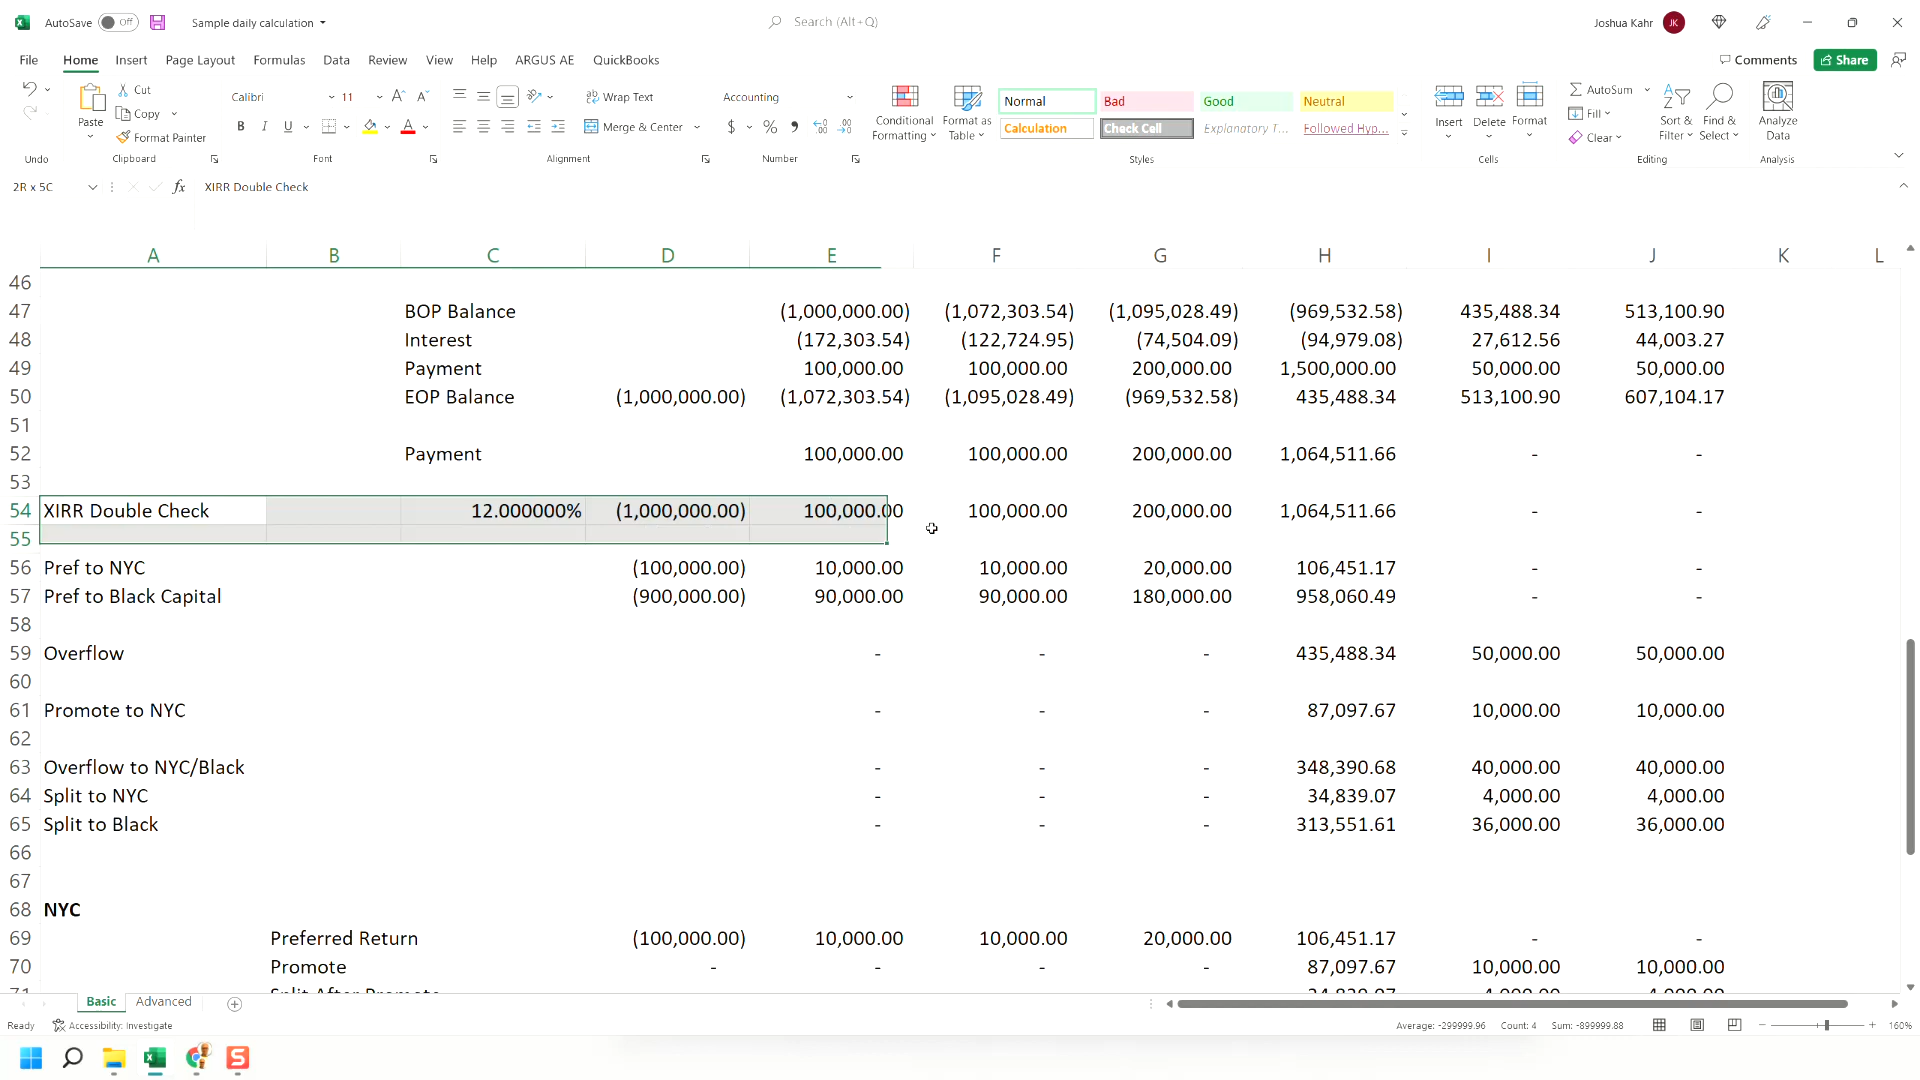 AutoSave Off Sample daily calculation Search (Alt+Q) Joshua Kahr JK
File Home Insert Page Layout Formulas Data Review View Help ARGUS AE QuickBooks Comments Share
Paste Cut Copy Format Painter
Calibri 11
B I U A
Wrap Text
Merge & Center
Accounting
$ % ,
Conditional Formatting
Format as Table
Normal Bad Good Neutral
Calculation Check Cell Explanatory T... Followed Hyp...
Insert Delete Format
AutoSum
Fill
Clear
Sort & Filter
Find & Select
Analyze Data
Undo Clipboard Font Alignment Number Styles Cells Editing Analysis
2R x 5C fx XIRR Double Check
A B C D E F G H I J K L
46
47 BOP Balance (1,000,000.00) (1,072,303.54) (1,095,028.49) (969,532.58) 435,488.34 513,100.90
48 Interest (172,303.54) (122,724.95) (74,504.09) (94,979.08) 27,612.56 44,003.27
49 Payment 100,000.00 100,000.00 200,000.00 1,500,000.00 50,000.00 50,000.00
50 EOP Balance (1,000,000.00) (1,072,303.54) (1,095,028.49) (969,532.58) 435,488.34 513,100.90 607,104.17
51
52 Payment 100,000.00 100,000.00 200,000.00 1,064,511.66 - -
53
54 XIRR Double Check 12.000000% (1,000,000.00) 100,000.00 100,000.00 200,000.00 1,064,511.66 - -
55
56 Pref to NYC (100,000.00) 10,000.00 10,000.00 20,000.00 106,451.17 - -
57 Pref to Black Capital (900,000.00) 90,000.00 90,000.00 180,000.00 958,060.49 - -
58
59 Overflow - - - 435,488.34 50,000.00 50,000.00
60
61 Promote to NYC - - - 87,097.67 10,000.00 10,000.00
62
63 Overflow to NYC/Black - - - 348,390.68 40,000.00 40,000.00
64 Split to NYC - - - 34,839.07 4,000.00 4,000.00
65 Split to Black - - - 313,551.61 36,000.00 36,000.00
66
67
68 NYC
69 Preferred Return (100,000.00) 10,000.00 10,000.00 20,000.00 106,451.17 - -
70 Promote - - - - 87,097.67 10,000.00 10,000.00
71 Split After Promote 34,839.07 4,000.00 4,000.00
Basic Advanced
Ready Accessibility: Investigate Average: -299999.96 Count: 4 Sum: -899999.88 160%